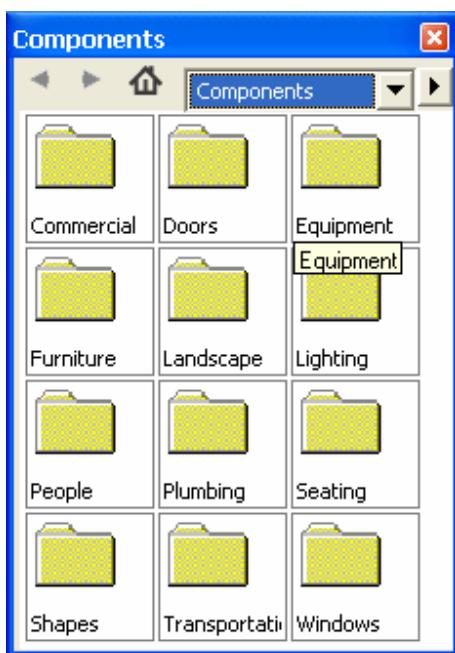 Components
Components
Commercial Doors Equipment
Equipment
Furniture Landscape Lighting
People Plumbing Seating
Shapes Transportati Windows